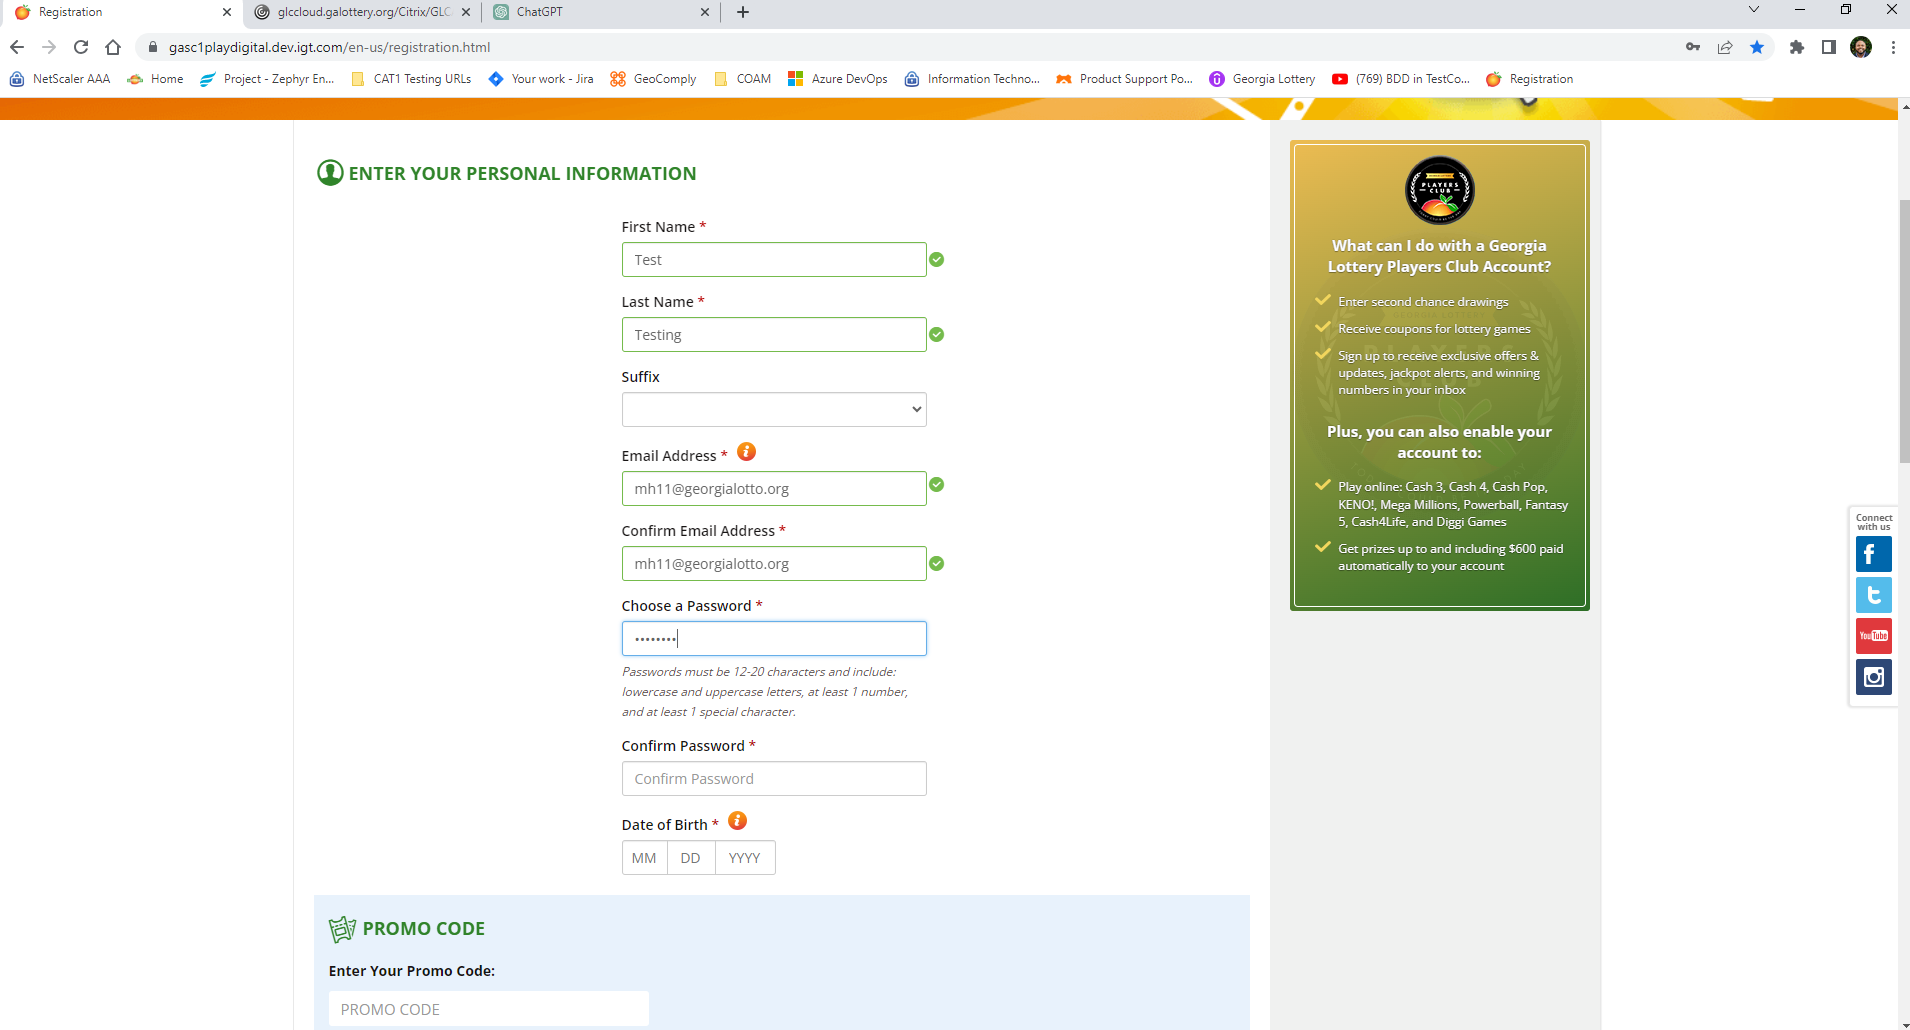 Registration
glccloud.galottery.org/Citrix/GLC
ChatGPT
gasc1playdigital.dev.igt.com/en-us/registration.html
NetScaler AAA
Home
Project - Zephyr En...
CAT1 Testing URLs
Your work - Jira
GeoComply
COAM
Azure DevOps
Information Techno...
Product Support Po...
Georgia Lottery
(769) BDD in TestCo...
Registration
ENTER YOUR PERSONAL INFORMATION
First Name *
Test
Last Name *
Testing
Suffix
Email Address *
i
mh11@georgialotto.org
Confirm Email Address *
mh11@georgialotto.org
Choose a Password *
••••••••
Passwords must be 12-20 characters and include:
lowercase and uppercase letters, at least 1 number,
and at least 1 special character.
Confirm Password *
Confirm Password
Date of Birth *
i
MM
DD
YYYY
PROMO CODE
Enter Your Promo Code:
PROMO CODE
PLAYERS
CLUB
What can I do with a Georgia
Lottery Players Club Account?
Enter second chance drawings
Receive coupons for lottery games
Sign up to receive exclusive offers &
updates, jackpot alerts, and winning
numbers in your inbox
Plus, you can also enable your
account to:
Play online: Cash 3, Cash 4, Cash Pop,
KENO!, Mega Millions, Powerball, Fantasy
5, Cash4Life, and Diggi Games
Get prizes up to and including $600 paid
automatically to your account
Connect
with us
YouTube